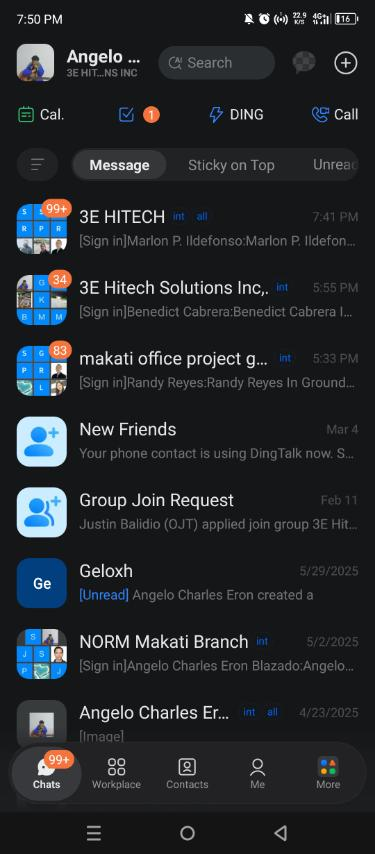 7:50 PM
22.9 K/S 4G 16
Angelo ...
3E HIT...NS INC
Search
Cal.
1
DING
Call
Message
Sticky on Top
Unread
99+
3E HITECH int all 7:41 PM
[Sign in]Marlon P. Ildefonso:Marlon P. Ildefon...
34
3E Hitech Solutions Inc,. int 5:55 PM
[Sign in]Benedict Cabrera:Benedict Cabrera I...
83
makati office project g... int 5:33 PM
[Sign in]Randy Reyes:Randy Reyes In Ground...
New Friends Mar 4
Your phone contact is using DingTalk now. S...
Group Join Request Feb 11
Justin Balidio (OJT) applied join group 3E Hit...
Ge
Geloxh 5/29/2025
[Unread] Angelo Charles Eron created a
NORM Makati Branch int 5/2/2025
[Sign in]Angelo Charles Eron Blazado:Angelo...
Angelo Charles Er... int all 4/23/2025
[Image]
99+
Chats
Workplace
Contacts
Me
More